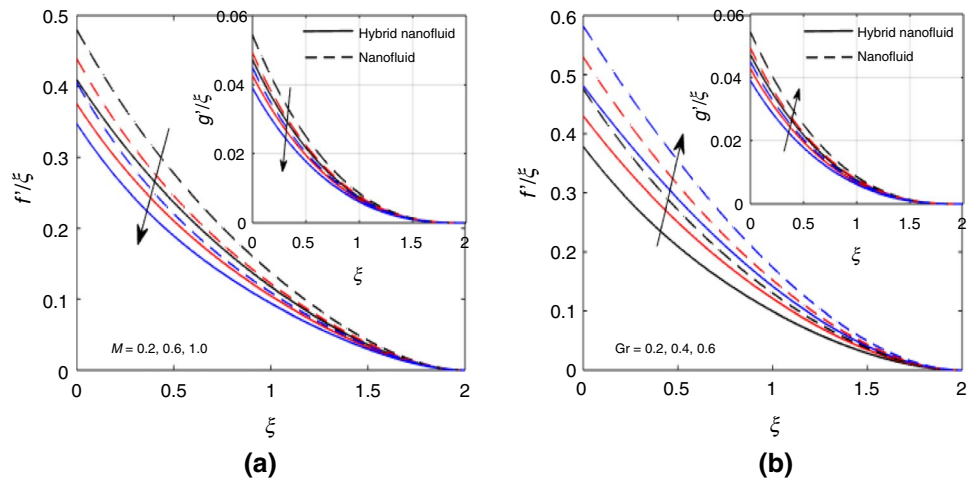 0.5
0.4
0.3
0.2
0.1
0
f'/ξ
0 0.5 1 1.5 2
ξ
M = 0.2, 0.6, 1.0
0.06
0.04
0.02
0
g'/ξ
0 0.5 1 1.5 2
ξ
Hybrid nanofluid
Nanofluid
(a)
0.6
0.5
0.4
0.3
0.2
0.1
0
f'/ξ
0 0.5 1 1.5 2
ξ
Gr = 0.2, 0.4, 0.6
0.06
0.04
0.02
0
g'/ξ
0 0.5 1 1.5 2
ξ
Hybrid nanofluid
Nanofluid
(b)